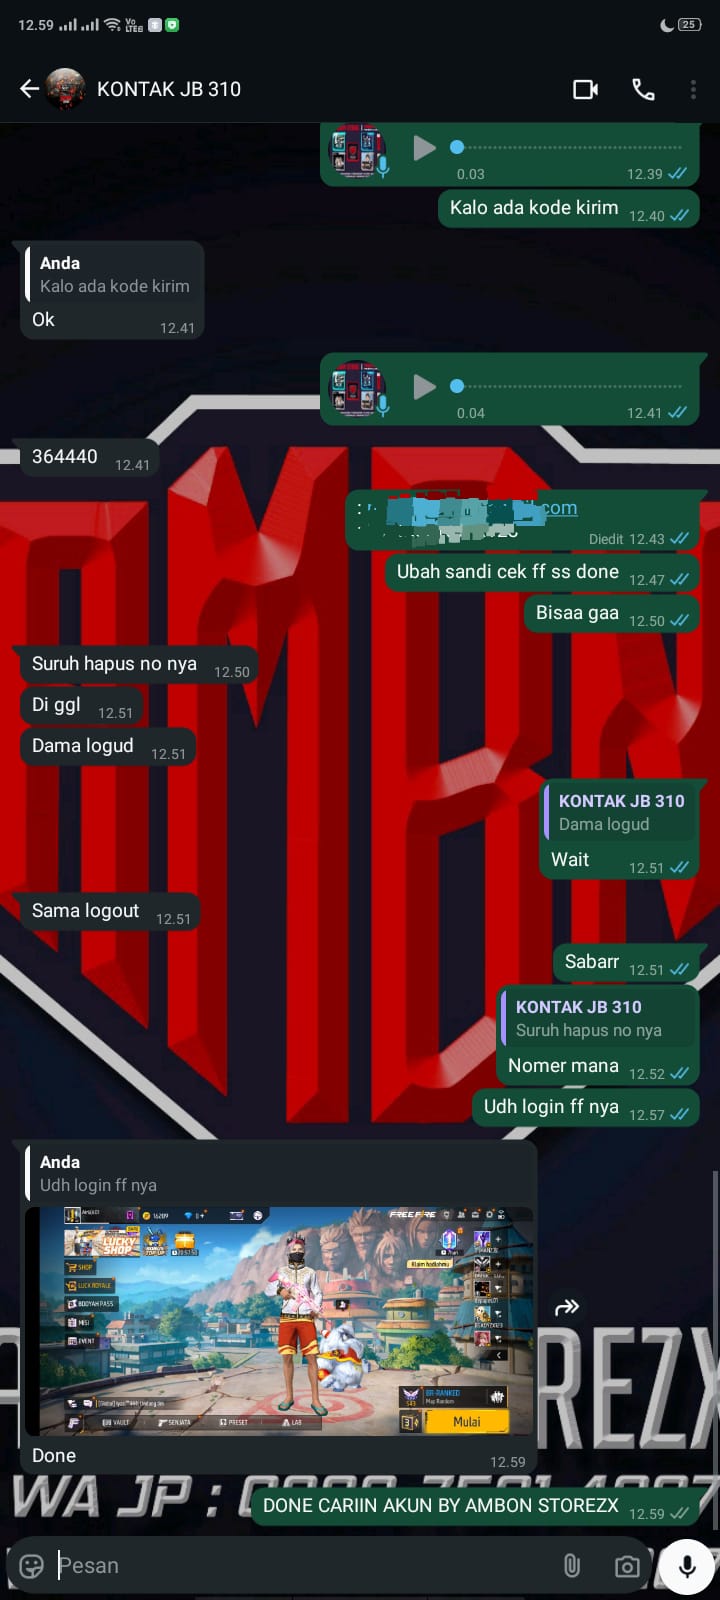 12.59
Vo LTE
25
KONTAK JB 310
0.03
12.39
Kalo ada kode kirim 12.40
Anda
Kalo ada kode kirim
Ok
12.41
0.04
12.41
364440 12.41
com
Diedit 12.43
Ubah sandi cek ff ss done 12.47
Bisaa gaa 12.50
Suruh hapus no nya 12.50
Di ggl 12.51
Dama logud 12.51
KONTAK JB 310
Dama logud
Wait
12.51
Sama logout 12.51
Sabarr 12.51
KONTAK JB 310
Suruh hapus no nya
Nomer mana 12.52
Udh login ff nya 12.57
Anda
Udh login ff nya
16209
FREE FIRE
LUCKY SHOP
SHOP
LUCK ROYALE
BOOYAH PASS
MISI
EVENT
Klaim hadiahmu
BR-RANKED
Map Random
VAULT
SENJATA
PRESET
LAB
Mulai
Done
12.59
REZX
WA JP :
DONE CARIIN AKUN BY AMBON STOREZX 12.59
Pesan